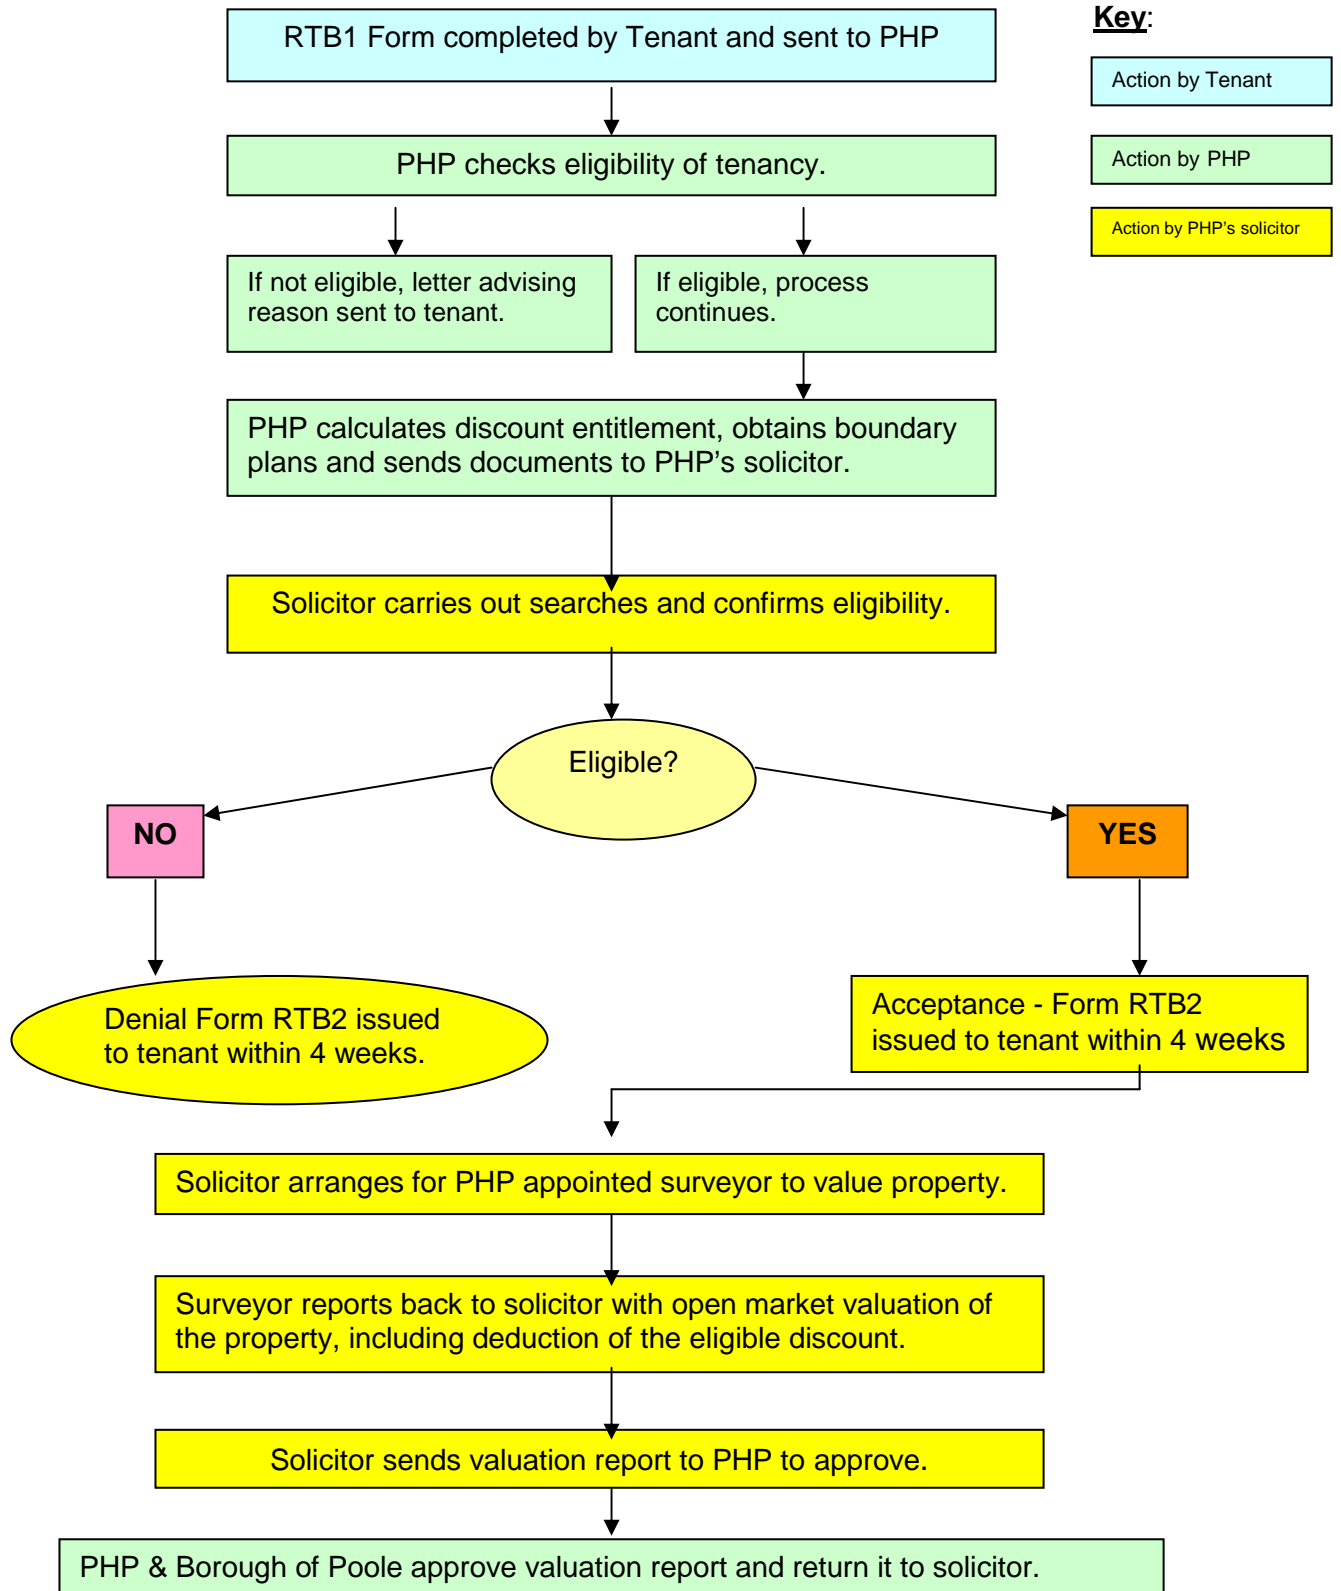 RTB1 Form completed by Tenant and sent to PHP
Key:
Action by Tenant
PHP checks eligibility of tenancy.
Action by PHP
Action by PHP's solicitor
If not eligible, letter advising
reason sent to tenant.
If eligible, process
continues.
PHP calculates discount entitlement, obtains boundary
plans and sends documents to PHP's solicitor.
Solicitor carries out searches and confirms eligibility.
Eligible?
NO
YES
Denial Form RTB2 issued
to tenant within 4 weeks.
Acceptance - Form RTB2
issued to tenant within 4 weeks
Solicitor arranges for PHP appointed surveyor to value property.
Surveyor reports back to solicitor with open market valuation of
the property, including deduction of the eligible discount.
Solicitor sends valuation report to PHP to approve.
PHP & Borough of Poole approve valuation report and return it to solicitor.